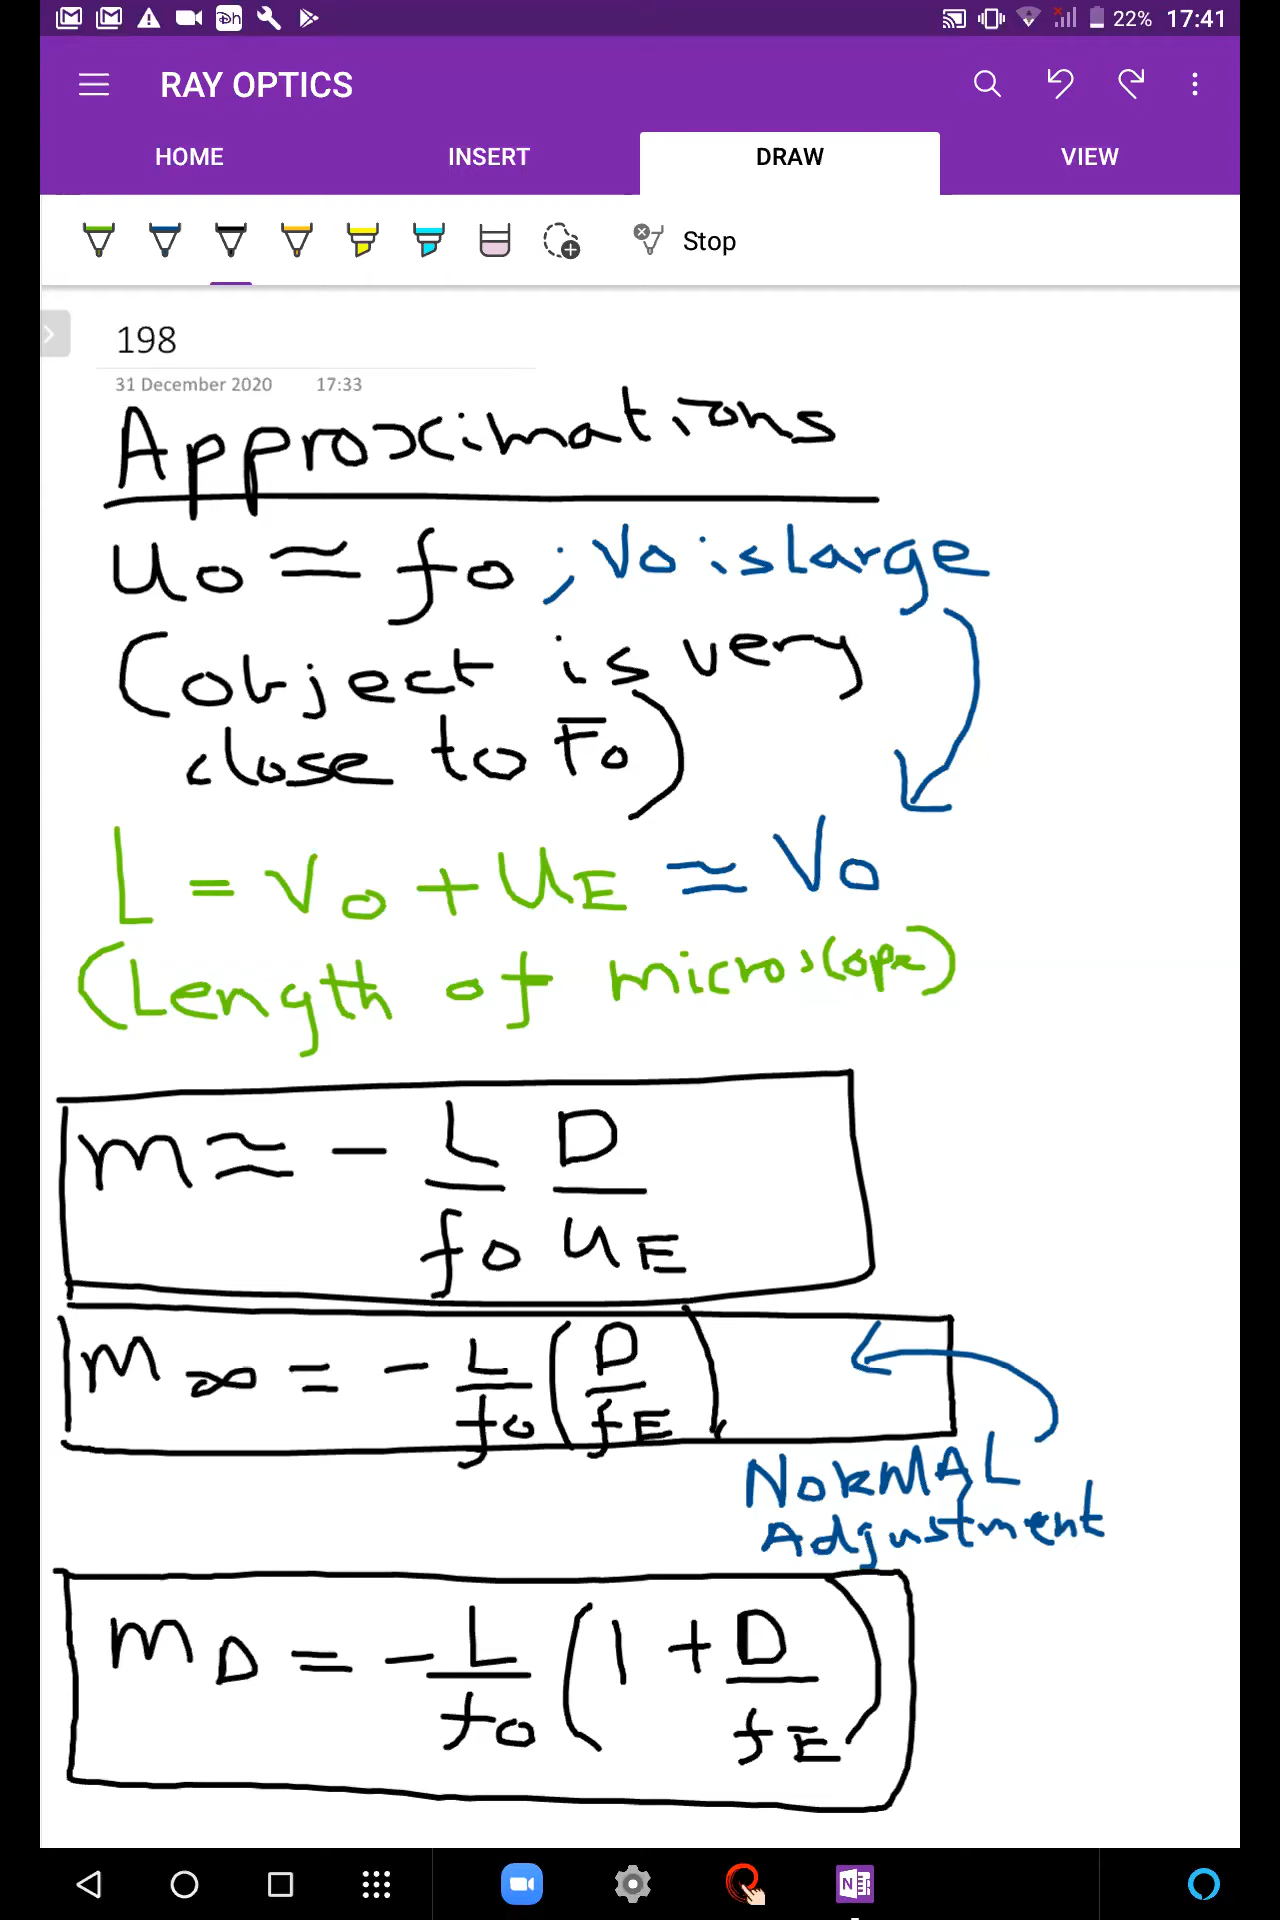 22% 17:41
RAY OPTICS
HOME INSERT DRAW VIEW
Stop
198
31 December 2020 17:33
Approximations
uo ≈ fo ; Vo is large
(object is very
close to Fo)
L = Vo + UE ≈ Vo
(Length of microscope)
m ≈ - L/fo D/uE
m∞ = - L/fo (D/fE)
NORMAL
Adjustment
mD = - L/fo (1 + D/fE)